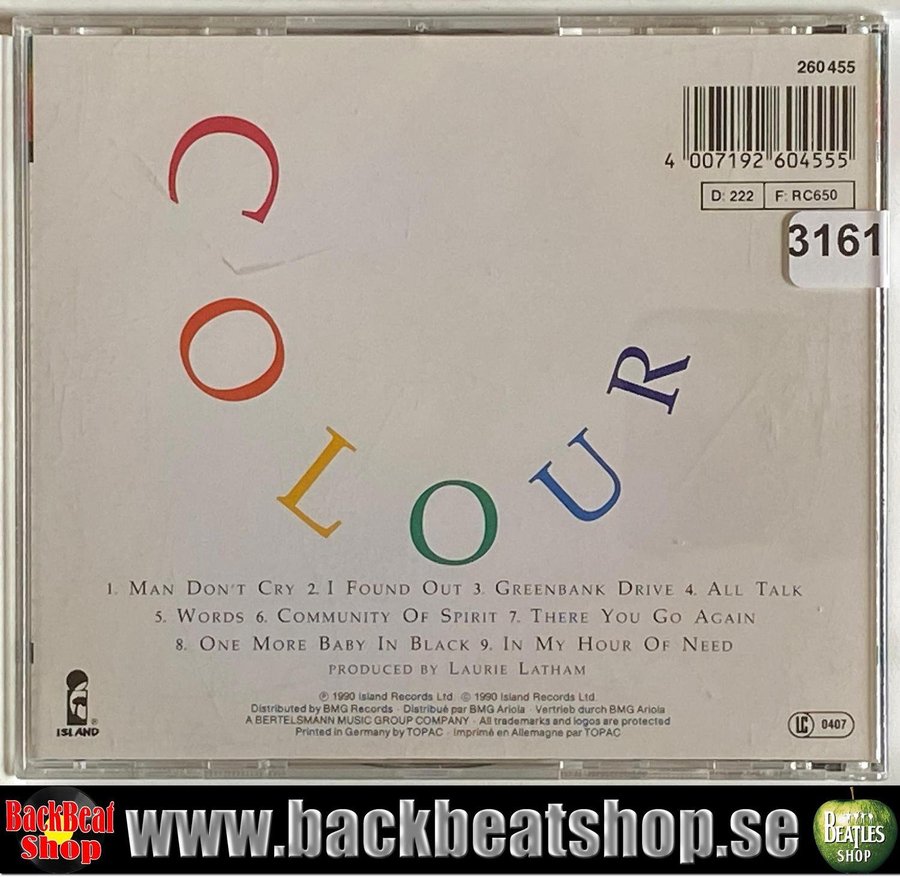 260 455
4 007192 604555
D: 222 F: RC650
3161
COLOUR
1. MAN DON'T CRY 2. I FOUND OUT 3. GREENBANK DRIVE 4. ALL TALK
5. WORDS 6. COMMUNITY OF SPIRIT 7. THERE YOU GO AGAIN
8. ONE MORE BABY IN BLACK 9. IN MY HOUR OF NEED
PRODUCED BY LAURIE LATHAM
℗ 1990 Island Records Ltd. © 1990 Island Records Ltd.
Distributed by BMG Records · Distribué par BMG Ariola · Vertrieb durch BMG Ariola
A BERTELSMANN MUSIC GROUP COMPANY · All trademarks and logos are protected
Printed in Germany by TOPAC · Imprimé en Allemagne par TOPAC
ISLAND®
LC 0407
BackBeat Shop
www.backbeatshop.se
BEATLES SHOP